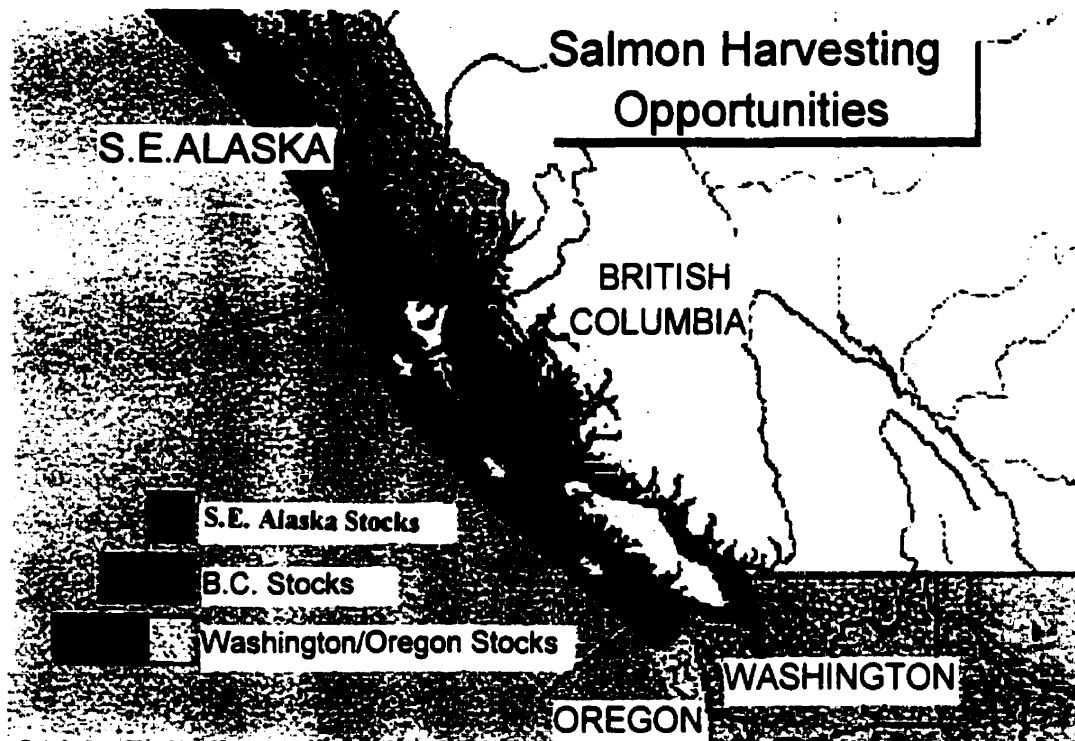 Salmon Harvesting
Opportunities
S.E.ALASKA
BRITISH
COLUMBIA
S.E. Alaska Stocks
B.C. Stocks
Washington/Oregon Stocks
WASHINGTON
OREGON